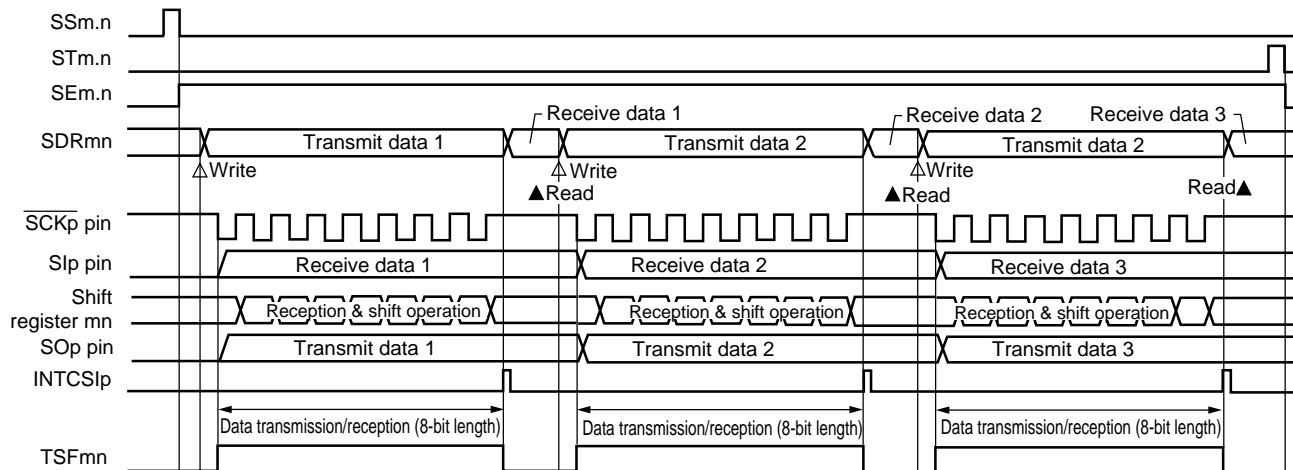 SSm.n
STm.n
SEm.n
Receive data 1
Receive data 2
Receive data 3
SDRmn
Transmit data 1
Transmit data 2
Transmit data 2
Write
Write
Write
Read
Read
Read
SCKp pin
SIp pin
Receive data 1
Receive data 2
Receive data 3
Shift
register mn
Reception & shift operation
Reception & shift operation
Reception & shift operation
SOp pin
Transmit data 1
Transmit data 2
Transmit data 3
INTCSIp
Data transmission/reception (8-bit length)
Data transmission/reception (8-bit length)
Data transmission/reception (8-bit length)
TSFmn